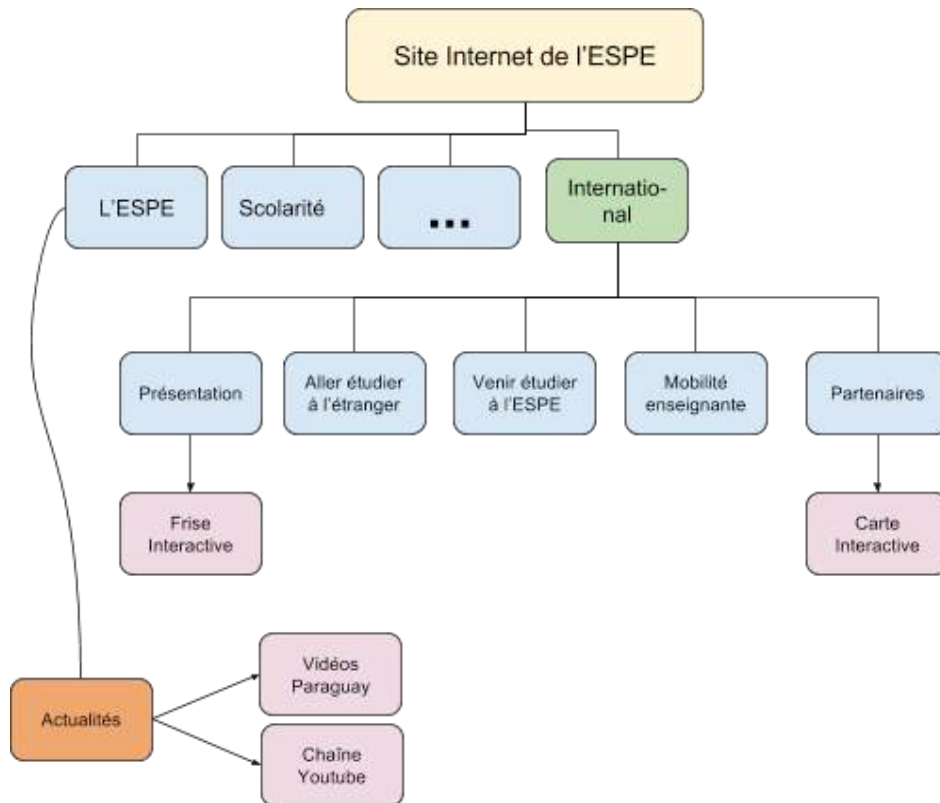 Site Internet de l'ESPE
L'ESPE
Scolarité
...
Internatio-
nal
Présentation
Aller étudier
à l'étranger
Venir étudier
à l'ESPE
Mobilité
enseignante
Partenaires
Frise
Interactive
Carte
Interactive
Vidéos
Paraguay
Actualités
Chaîne
Youtube